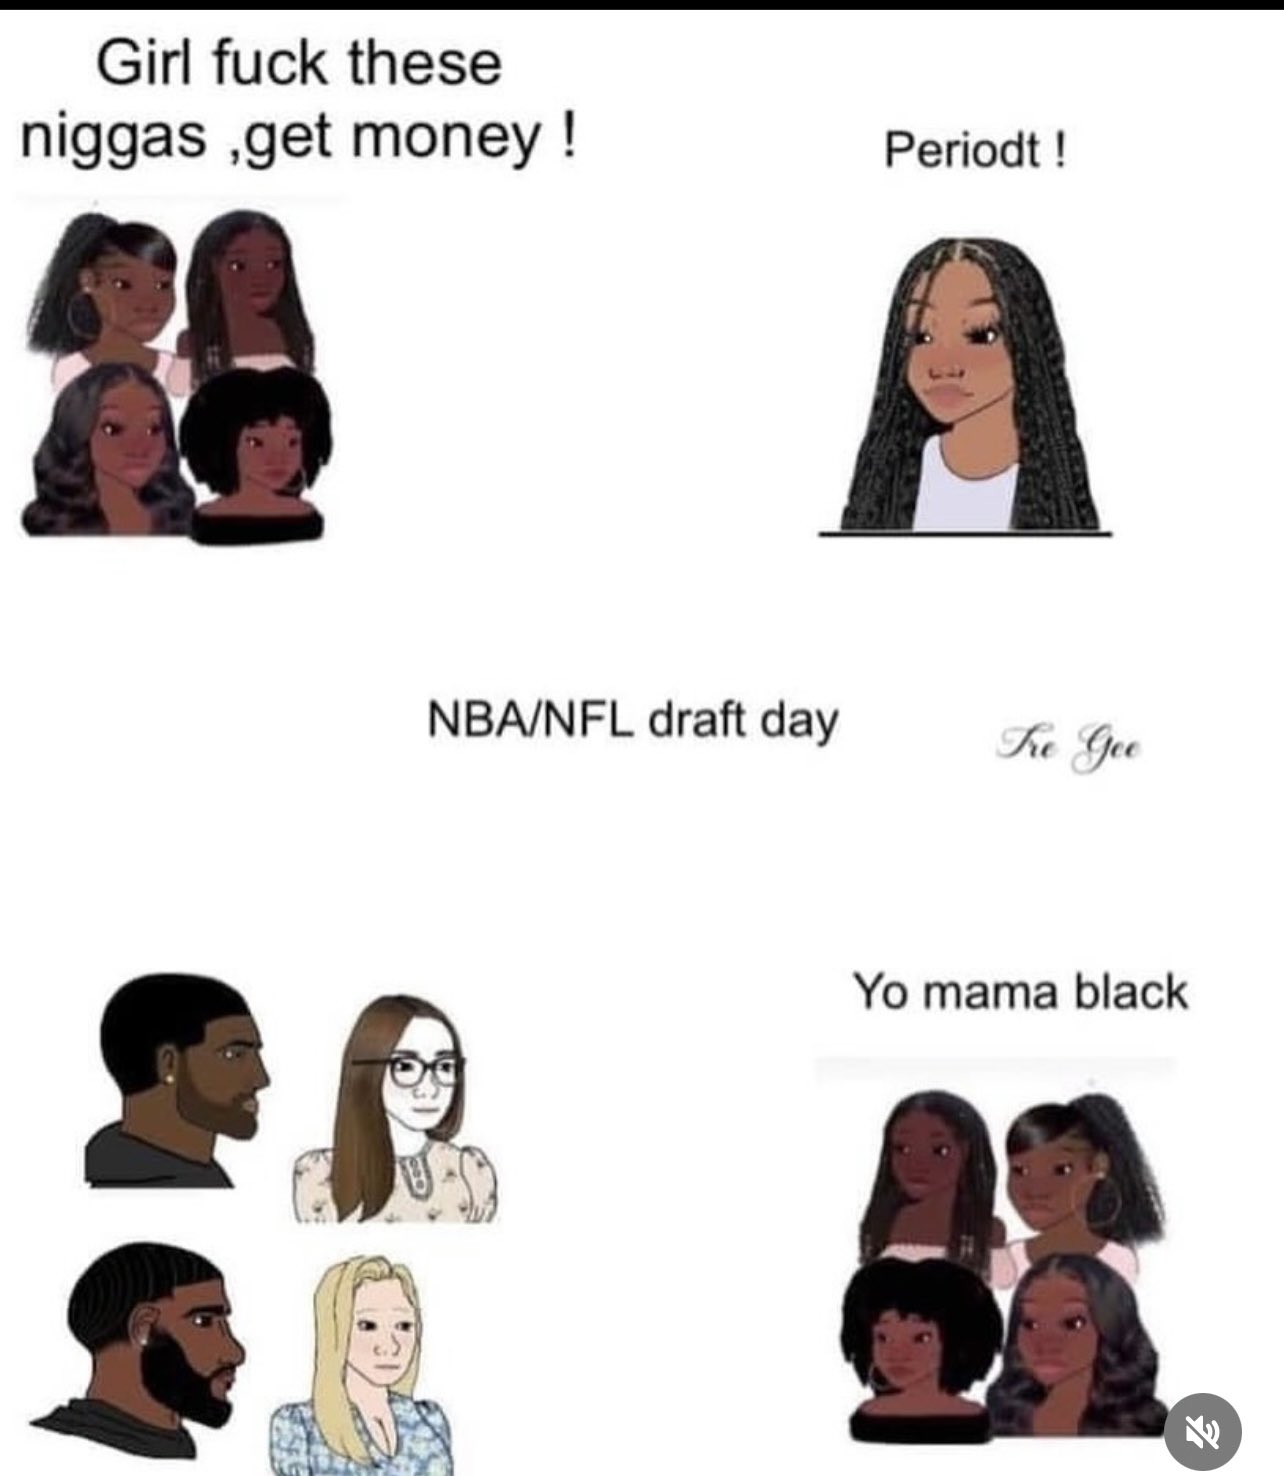 Girl fuck these
niggas ,get money !
Periodt !
NBA/NFL draft day
Tre Gee
Yo mama black